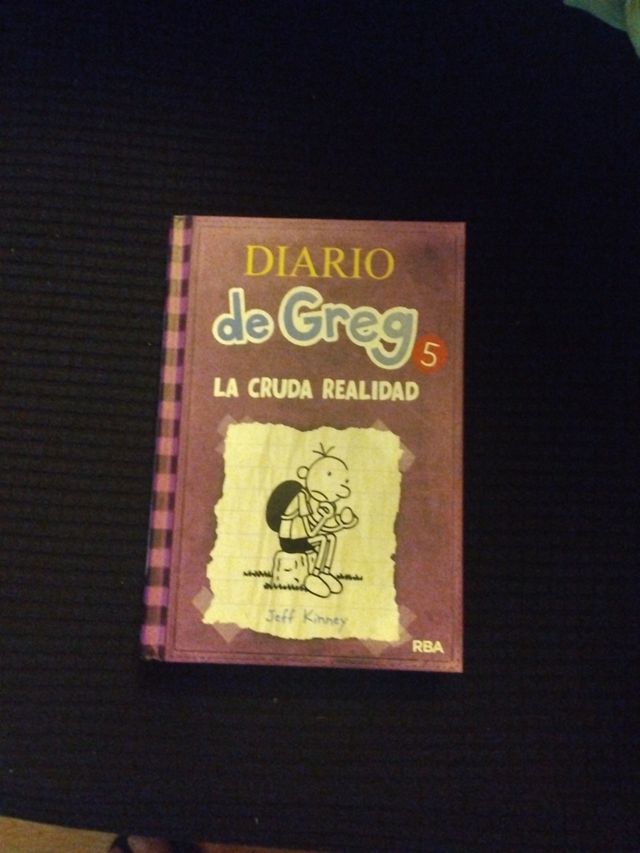 DIARIO
de Greg
5
LA CRUDA REALIDAD
Jeff Kinney
RBA